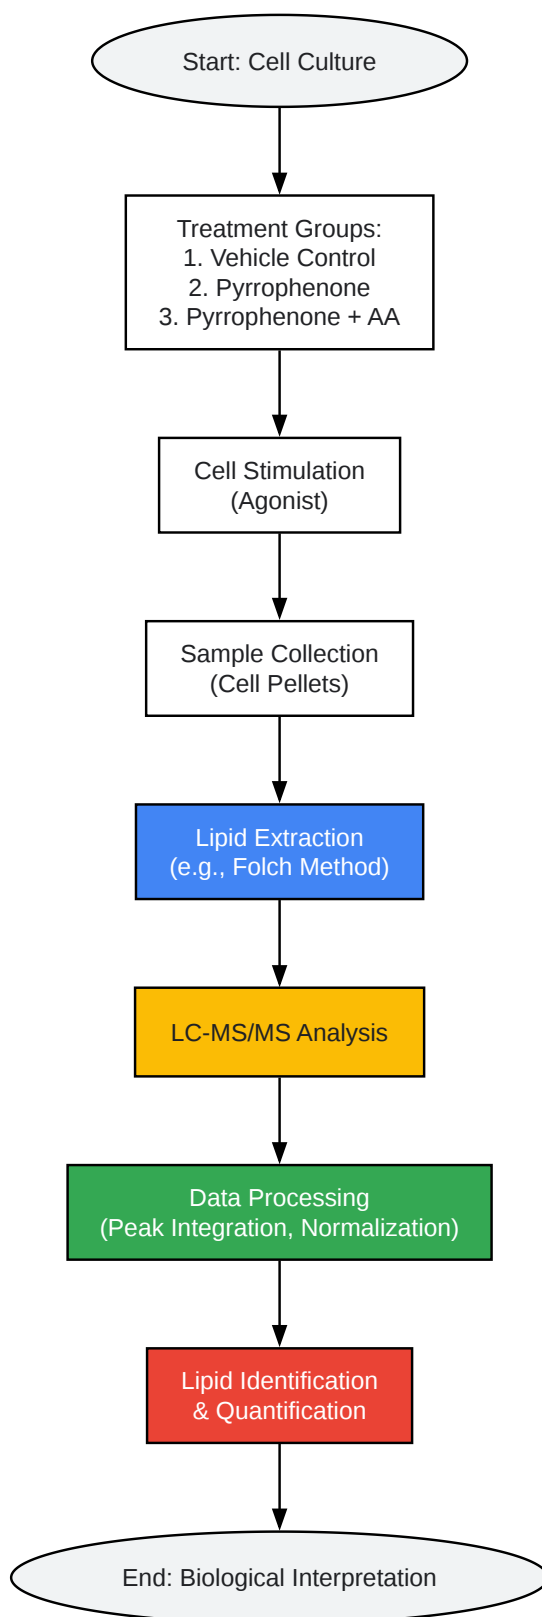 Start: Cell Culture
Treatment Groups:
1. Vehicle Control
2. Pyrrophenone
3. Pyrrophenone + AA
Cell Stimulation
(Agonist)
Sample Collection
(Cell Pellets)
Lipid Extraction
(e.g., Folch Method)
LC-MS/MS Analysis
Data Processing
(Peak Integration, Normalization)
Lipid Identification
& Quantification
End: Biological Interpretation